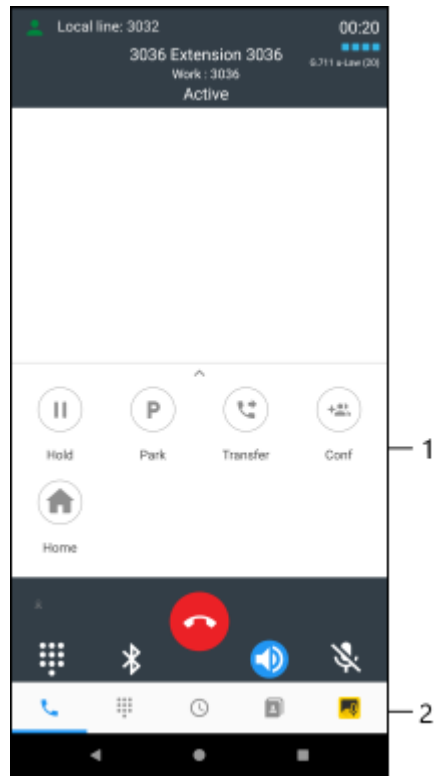 Local line: 3032
00:20
3036 Extension 3036
G.711 a-Law (20)
Work : 3036
Active
Hold
Park
Transfer
Conf
1
Home
2